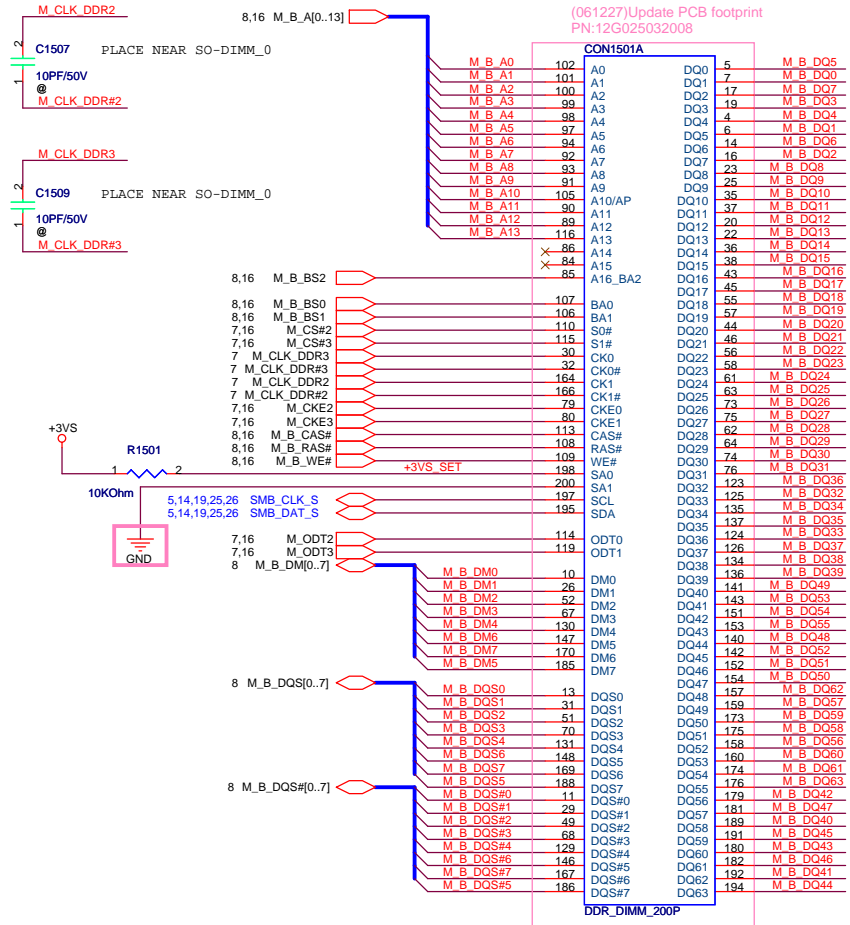 M_CLK_DDR2
2
C1507
PLACE NEAR SO-DIMM_0
10PF/50V
1
@
M_CLK_DDR#2
M_CLK_DDR3
2
C1509
PLACE NEAR SO-DIMM_0
10PF/50V
1
@
M_CLK_DDR#3
(061227)Update PCB footprint
PN:12G025032008
CON1501A
8,16 M_B_A[0..13]
M_B_A0 102 A0 DQ0 5 M_B_DQ5
M_B_A1 101 A1 DQ1 7 M_B_DQ0
M_B_A2 100 A2 DQ2 17 M_B_DQ7
M_B_A3 99 A3 DQ3 19 M_B_DQ3
M_B_A4 98 A4 DQ4 4 M_B_DQ4
M_B_A5 97 A5 DQ5 6 M_B_DQ1
M_B_A6 94 A6 DQ6 14 M_B_DQ6
M_B_A7 92 A7 DQ7 16 M_B_DQ2
M_B_A8 93 A8 DQ8 23 M_B_DQ8
M_B_A9 91 A9 DQ9 25 M_B_DQ9
M_B_A10 105 A10/AP DQ10 35 M_B_DQ10
M_B_A11 90 A11 DQ11 37 M_B_DQ11
M_B_A12 89 A12 DQ12 20 M_B_DQ12
M_B_A13 116 A13 DQ13 22 M_B_DQ13
86 A14 DQ14 36 M_B_DQ14
84 A15 DQ15 38 M_B_DQ15
8,16 M_B_BS2 85 A16_BA2 DQ16 43 M_B_DQ16
DQ17 45 M_B_DQ17
8,16 M_B_BS0 107 BA0 DQ18 55 M_B_DQ18
8,16 M_B_BS1 106 BA1 DQ19 57 M_B_DQ19
7,16 M_CS#2 110 S0# DQ20 44 M_B_DQ20
7,16 M_CS#3 115 S1# DQ21 46 M_B_DQ21
7 M_CLK_DDR3 30 CK0 DQ22 56 M_B_DQ22
7 M_CLK_DDR#3 32 CK0# DQ23 58 M_B_DQ23
7 M_CLK_DDR2 164 CK1 DQ24 61 M_B_DQ24
7 M_CLK_DDR#2 166 CK1# DQ25 63 M_B_DQ25
7,16 M_CKE2 79 CKE0 DQ26 73 M_B_DQ26
7,16 M_CKE3 80 CKE1 DQ27 75 M_B_DQ27
8,16 M_B_CAS# 113 CAS# DQ28 62 M_B_DQ28
8,16 M_B_RAS# 108 RAS# DQ29 64 M_B_DQ29
8,16 M_B_WE# 109 WE# DQ30 74 M_B_DQ30
+3VS
R1501
1 2
10KOhm
+3VS_SET 198 SA0 DQ31 76 M_B_DQ31
200 SA1 DQ32 123 M_B_DQ36
5,14,19,25,26 SMB_CLK_S 197 SCL DQ33 125 M_B_DQ32
5,14,19,25,26 SMB_DAT_S 195 SDA DQ34 135 M_B_DQ34
GND
DQ35 137 M_B_DQ35
7,16 M_ODT2 114 ODT0 DQ36 124 M_B_DQ33
7,16 M_ODT3 119 ODT1 DQ37 126 M_B_DQ37
8 M_B_DM[0..7] DQ38 134 M_B_DQ38
M_B_DM0 10 DM0 DQ39 136 M_B_DQ39
M_B_DM1 26 DM1 DQ40 141 M_B_DQ49
M_B_DM2 52 DM2 DQ41 143 M_B_DQ51
M_B_DM3 67 DM3 DQ42 151 M_B_DQ54
M_B_DM4 130 DM4 DQ43 153 M_B_DQ55
M_B_DM6 147 DM5 DQ44 140 M_B_DQ48
M_B_DM7 170 DM6 DQ45 142 M_B_DQ52
M_B_DM5 185 DM7 DQ46 152 M_B_DQ51
8 M_B_DQS[0..7] DQ47 154 M_B_DQ50
M_B_DQS0 13 DQS0 DQ48 157 M_B_DQ62
M_B_DQS1 31 DQS1 DQ49 159 M_B_DQ57
M_B_DQS2 51 DQS2 DQ50 173 M_B_DQ59
M_B_DQS3 70 DQS3 DQ51 175 M_B_DQ58
M_B_DQS4 131 DQS4 DQ52 158 M_B_DQ56
M_B_DQS6 148 DQS5 DQ53 160 M_B_DQ60
M_B_DQS7 169 DQS6 DQ54 174 M_B_DQ61
M_B_DQS5 188 DQS7 DQ55 176 M_B_DQ63
8 M_B_DQS#[0..7]
M_B_DQS#0 11 DQS#0 DQ56 179 M_B_DQ42
M_B_DQS#1 29 DQS#1 DQ57 181 M_B_DQ47
M_B_DQS#2 49 DQS#2 DQ58 189 M_B_DQ40
M_B_DQS#3 68 DQS#3 DQ59 191 M_B_DQ45
M_B_DQS#4 129 DQS#4 DQ60 180 M_B_DQ43
M_B_DQS#6 146 DQS#5 DQ61 182 M_B_DQ46
M_B_DQS#7 167 DQS#6 DQ62 192 M_B_DQ41
M_B_DQS#5 186 DQS#7 DQ63 194 M_B_DQ44
DDR_DIMM_200P